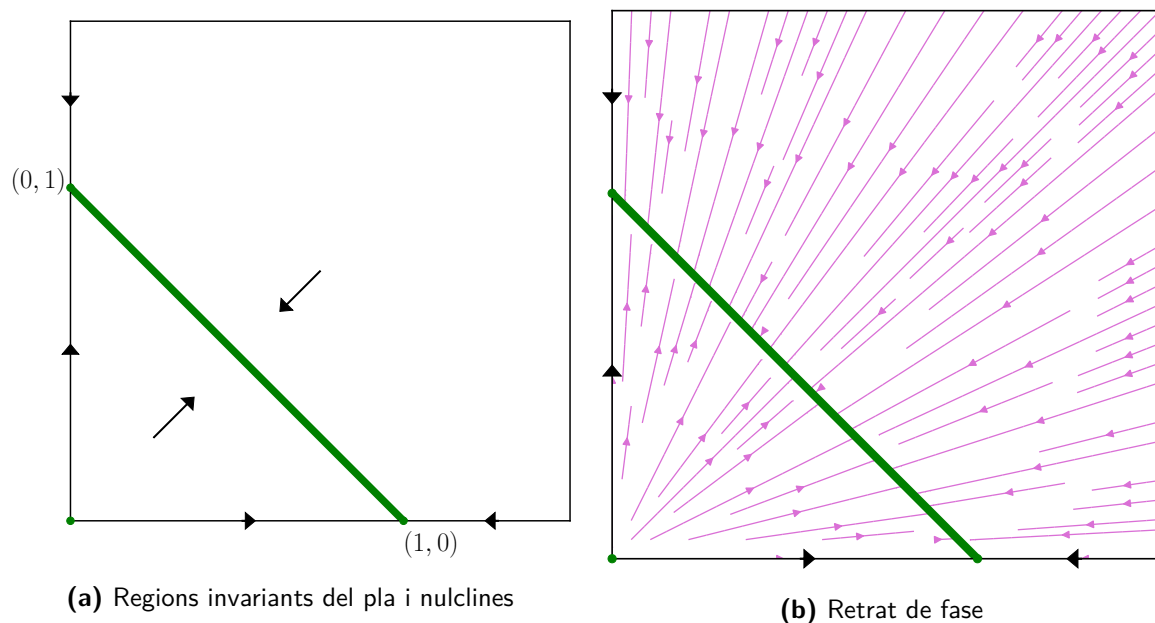 (0, 1)
(1, 0)
(a) Regions invariants del pla i nulclines
(b) Retrat de fase